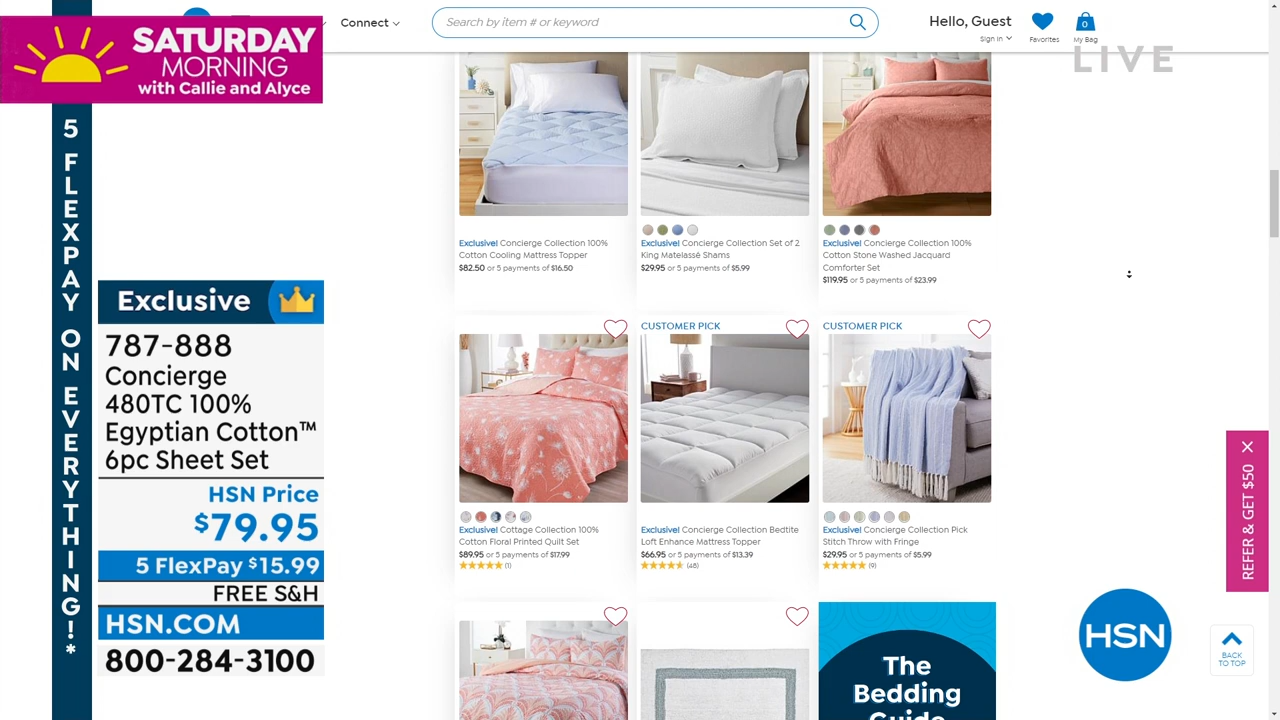 Connect
Search by item # or keyword
Hello, Guest
Sign In
Favorites
0
My Bag
LIVE
SATURDAY
MORNING
with Callie and Alyce
5 FLEXPAY ON EVERYTHING!*
Exclusive
787-888
Concierge
480TC 100%
Egyptian Cotton™
6pc Sheet Set
HSN Price
$79.95
5 FlexPay $15.99
FREE S&H
HSN.COM
800-284-3100
Exclusive! Concierge Collection 100%
Cotton Cooling Mattress Topper
$82.50 or 5 payments of $16.50
Exclusive! Concierge Collection Set of 2
King Matelassé Shams
$29.95 or 5 payments of $5.99
Exclusive! Concierge Collection 100%
Cotton Stone Washed Jacquard
Comforter Set
$119.95 or 5 payments of $23.99
Exclusive! Cottage Collection 100%
Cotton Floral Printed Quilt Set
$89.95 or 5 payments of $17.99
(1)
CUSTOMER PICK
Exclusive! Concierge Collection Bedtite
Loft Enhance Mattress Topper
$66.95 or 5 payments of $13.39
(48)
CUSTOMER PICK
Exclusive! Concierge Collection Pick
Stitch Throw with Fringe
$29.95 or 5 payments of $5.99
(9)
The
Bedding
Guide
REFER & GET $50
HSN
BACK
TO TOP